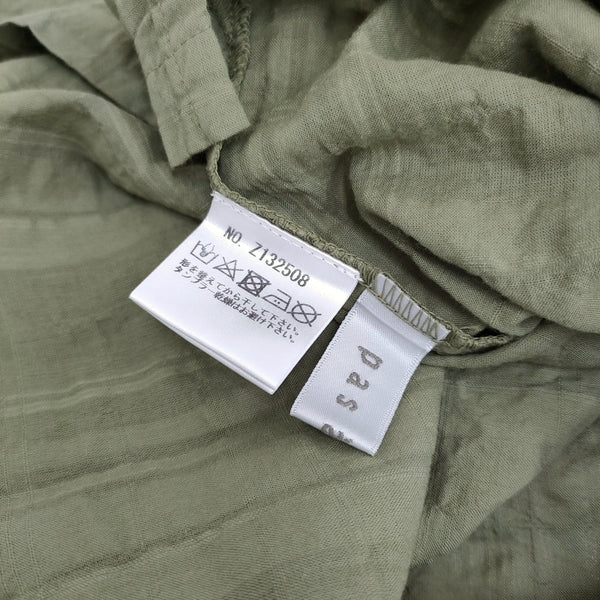 NO. Z132508
形を整えてから干して下さい。
タンブラー乾燥はお避け下さい。
pas